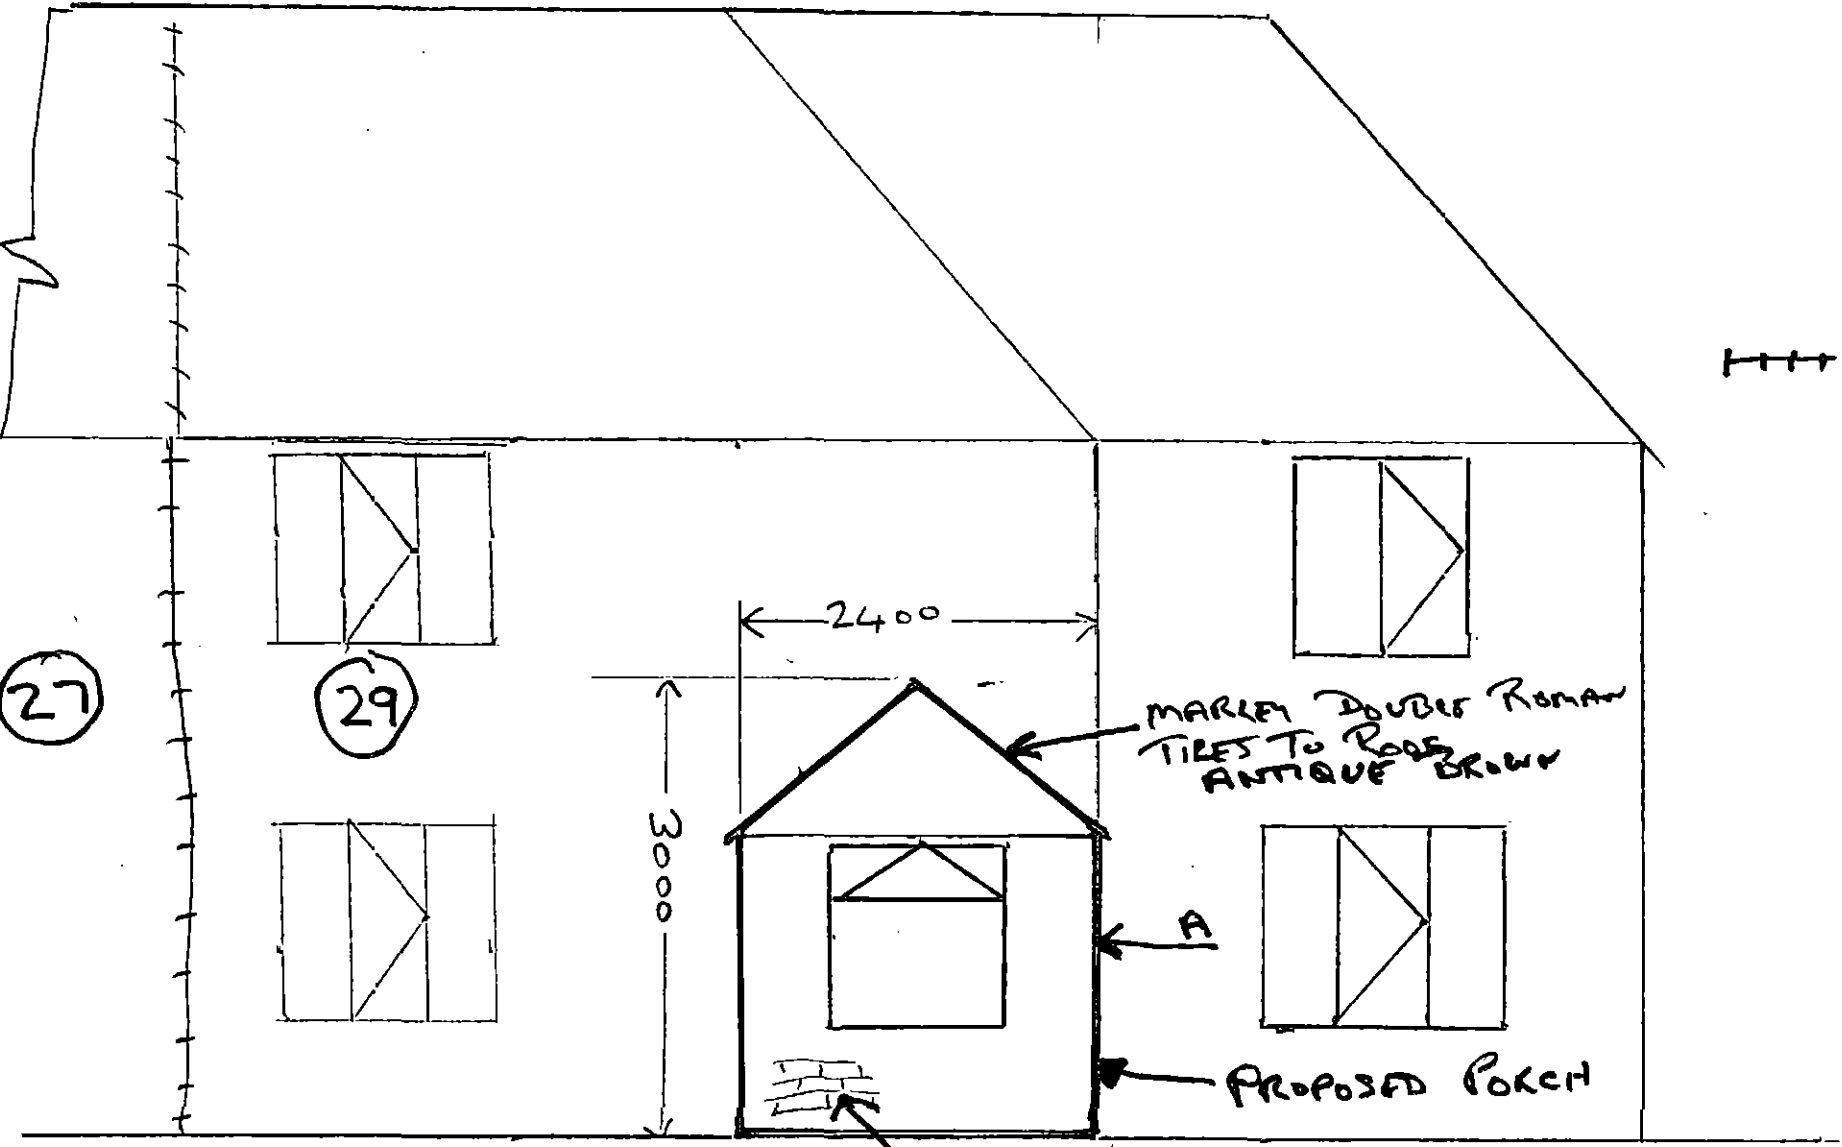 2400
27
29
MARLEY DOUBLE ROMAN
TILES TO ROOF
ANTIQUE BROWN
3000
A
PROPOSED PORCH